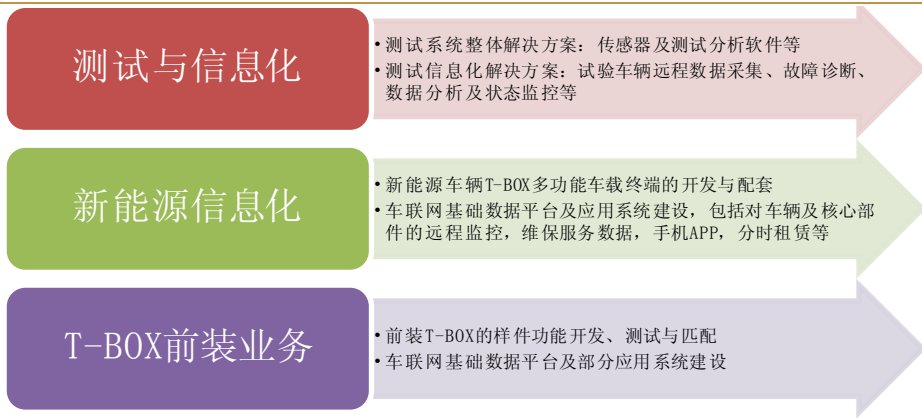 测试与信息化
•测试系统整体解决方案：传感器及测试分析软件等
•测试信息化解决方案：试验车辆远程数据采集、故障诊断、
数据分析及状态监控等
新能源信息化
•新能源车辆T-BOX多功能车载终端的开发与配套
•车联网基础数据平台及应用系统建设，包括对车辆及核心部
件的远程监控，维保服务数据，手机APP，分时租赁等
T-BOX前装业务
•前装T-BOX的样件功能开发、测试与匹配
•车联网基础数据平台及部分应用系统建设